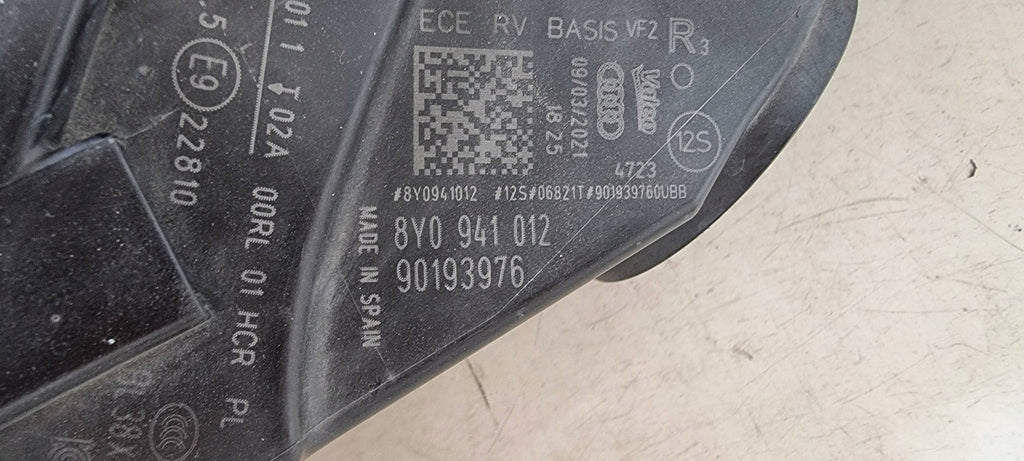 ECE RV BASIS VF2 R3
09/03/2021
18 25
Valeo
12S
4723
#8Y0941012 #12S#06821T#901939760UBB
8Y0 941 012
90193976
MADE IN SPAIN
02A
00RL 01 HCR PL
E9
22810